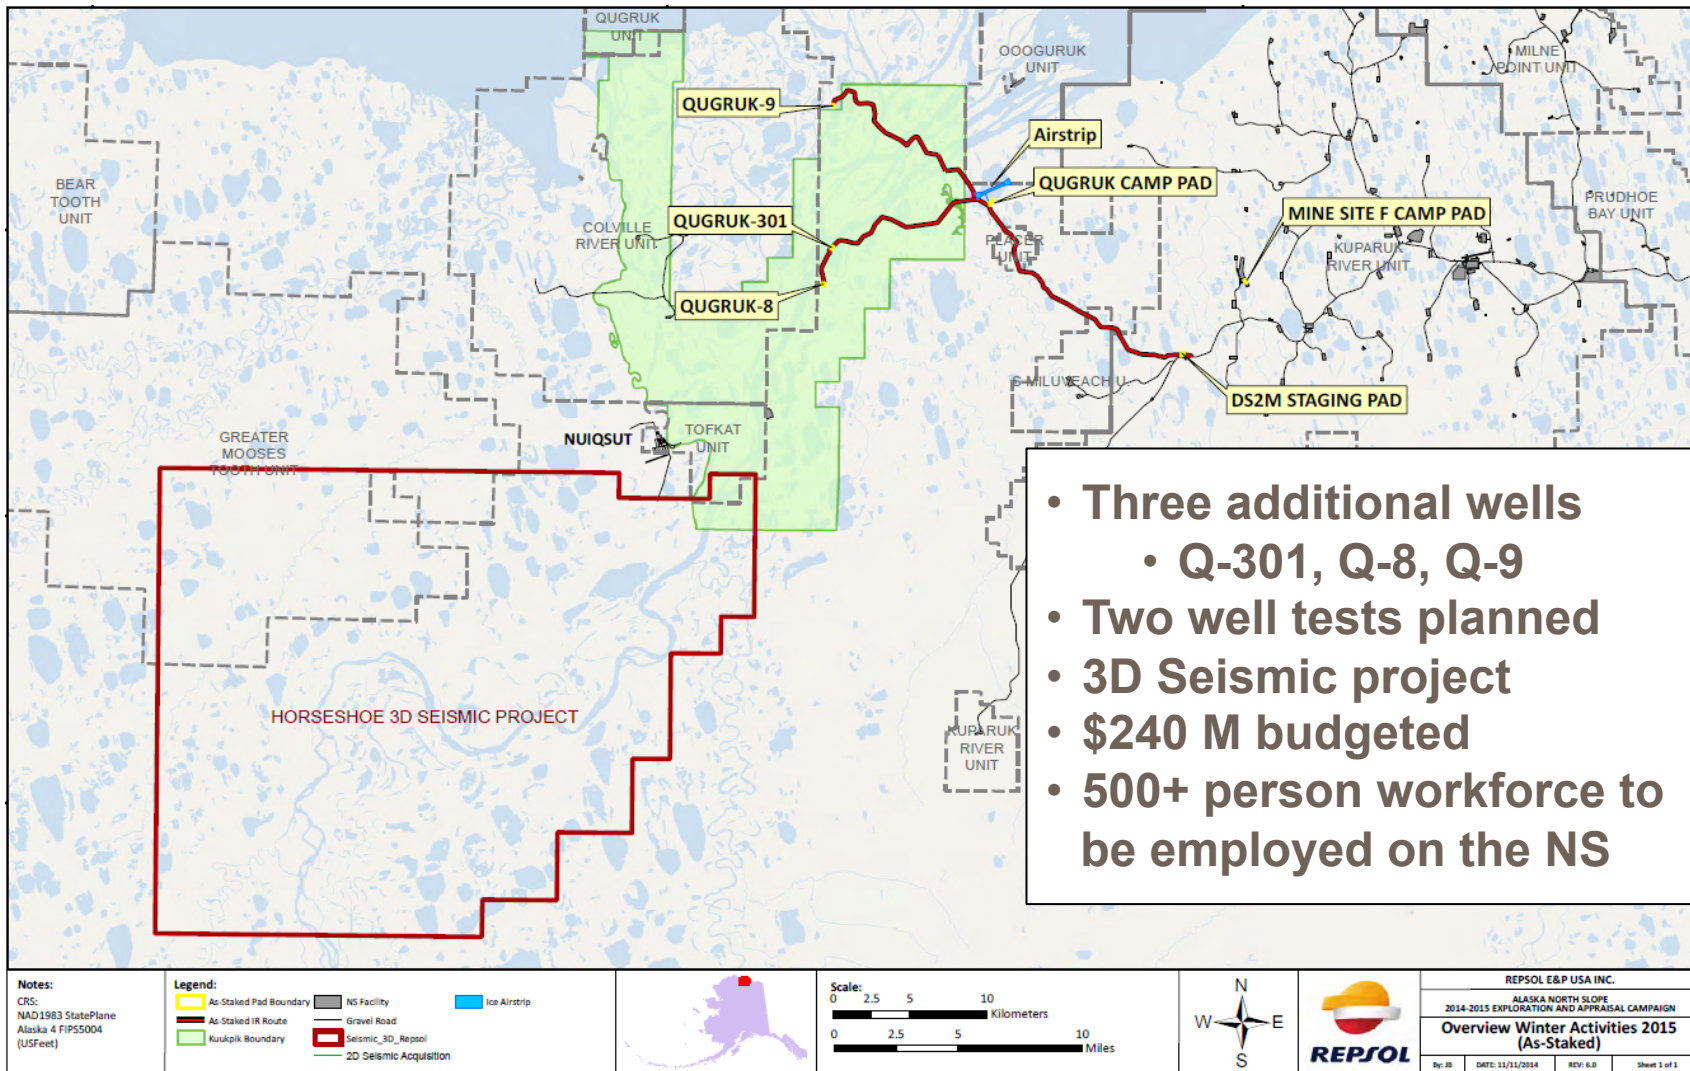 QUGRUK
UNIT
OOOGURUK
UNIT
MILNE
POINT UNIT
QUGRUK-9
Airstrip
QUGRUK CAMP PAD
BEAR
TOOTH
UNIT
COLVILLE
RIVER UNIT
QUGRUK-301
MINE SITE F CAMP PAD
PRUDHOE
BAY UNIT
PLACER
UNIT
KUPARUK
RIVER UNIT
QUGRUK-8
S MILUVEACH U.
DS2M STAGING PAD
NUIQSUT
TOFKAT
UNIT
GREATER
MOOSES
TOOTH UNIT
HORSESHOE 3D SEISMIC PROJECT
KUPARUK
RIVER
UNIT
• Three additional wells
• Q-301, Q-8, Q-9
• Two well tests planned
• 3D Seismic project
• $240 M budgeted
• 500+ person workforce to
be employed on the NS
Notes:
CRS:
NAD1983 StatePlane
Alaska 4 FIPS5004
(USFeet)
Legend:
As-Staked Pad Boundary
As-Staked IR Route
Kuukpik Boundary
NS Facility
Gravel Road
Seismic_3D_Repsol
2D Seismic Acquisition
Ice Airstrip
Scale:
0 2.5 5 10
Kilometers
0 2.5 5 10
Miles
N
W E
S
REPSOL
REPSOL E&P USA INC.
ALASKA NORTH SLOPE
2014-2015 EXPLORATION AND APPRAISAL CAMPAIGN
Overview Winter Activities 2015
(As-Staked)
By: JB DATE: 11/11/2014 REV: 6.0 Sheet 1 of 1